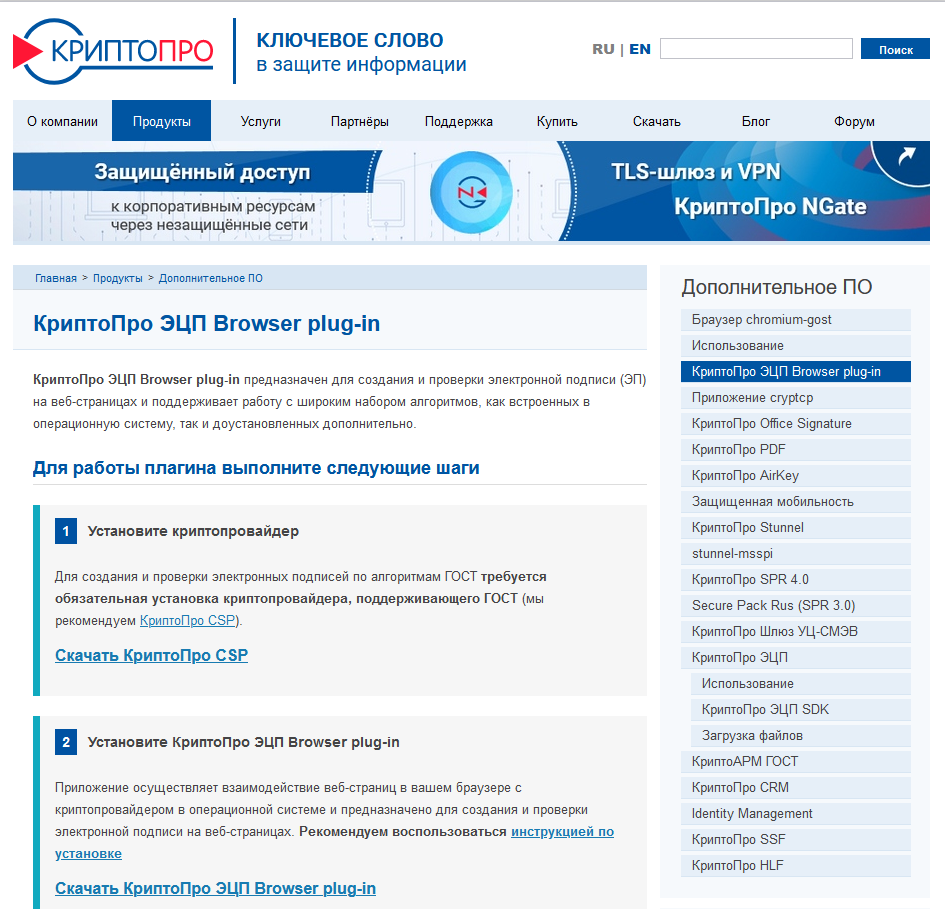 КРИПТОПРО
КЛЮЧЕВОЕ СЛОВО
в защите информации
RU | EN
Поиск
О компании Продукты Услуги Партнёры Поддержка Купить Скачать Блог Форум
Защищённый доступ
к корпоративным ресурсам
через незащищённые сети
TLS-шлюз и VPN
КриптоПро NGate
Главная > Продукты > Дополнительное ПО
КриптоПро ЭЦП Browser plug-in
КриптоПро ЭЦП Browser plug-in предназначен для создания и проверки электронной подписи (ЭП)
на веб-страницах и поддерживает работу с широким набором алгоритмов, как встроенных в
операционную систему, так и доустановленных дополнительно.
Для работы плагина выполните следующие шаги
1 Установите криптопровайдер
Для создания и проверки электронных подписей по алгоритмам ГОСТ требуется
обязательная установка криптопровайдера, поддерживающего ГОСТ (мы
рекомендуем КриптоПро CSP).
Скачать КриптоПро CSP
2 Установите КриптоПро ЭЦП Browser plug-in
Приложение осуществляет взаимодействие веб-страниц в вашем браузере с
криптопровайдером в операционной системе и предназначено для создания и проверки
электронной подписи на веб-страницах. Рекомендуем воспользоваться инструкцией по
установке
Скачать КриптоПро ЭЦП Browser plug-in
Дополнительное ПО
Браузер chromium-gost
Использование
КриптоПро ЭЦП Browser plug-in
Приложение cryptcp
КриптоПро Office Signature
КриптоПро PDF
КриптоПро AirKey
Защищенная мобильность
КриптоПро Stunnel
stunnel-msspi
КриптоПро SPR 4.0
Secure Pack Rus (SPR 3.0)
КриптоПро Шлюз УЦ-СМЭВ
КриптоПро ЭЦП
Использование
КриптоПро ЭЦП SDK
Загрузка файлов
КриптоАРМ ГОСТ
КриптоПро CRM
Identity Management
КриптоПро SSF
КриптоПро HLF